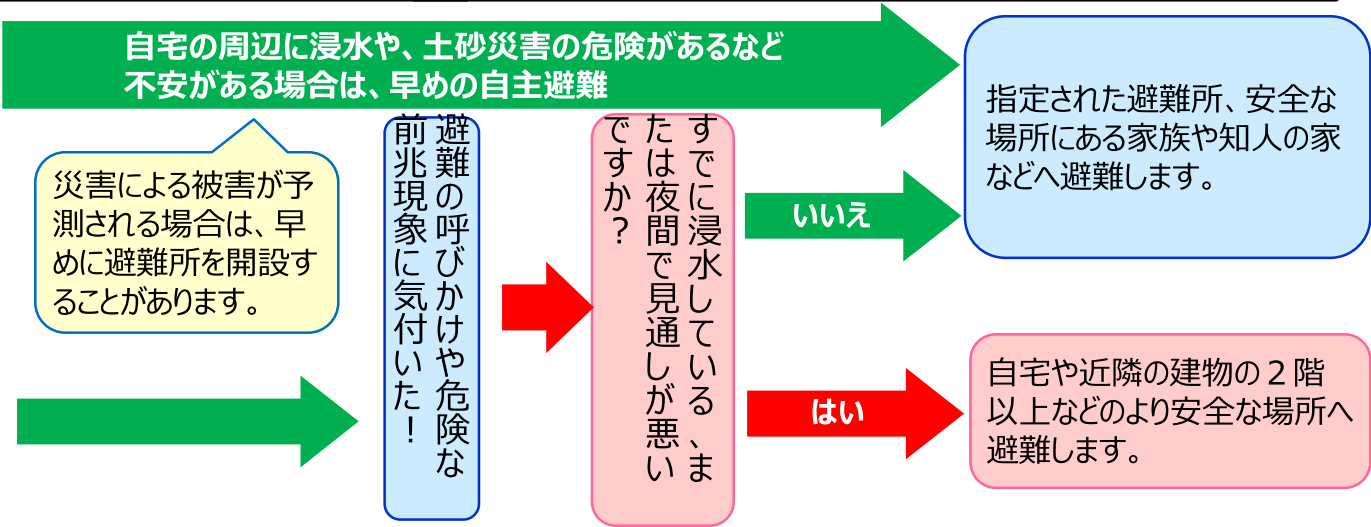 自宅の周辺に浸水や、土砂災害の危険があるなど
不安がある場合は、早めの自主避難
災害による被害が予
測される場合は、早
めに避難所を開設す
ることがあります。
避難の呼びかけや危険な
前兆現象に気付いた！
すでに浸水している、ま
たは夜間で見通しが悪い
ですか？
いいえ
指定された避難所、安全な
場所にある家族や知人の家
などへ避難します。
はい
自宅や近隣の建物の２階
以上などのより安全な場所へ
避難します。